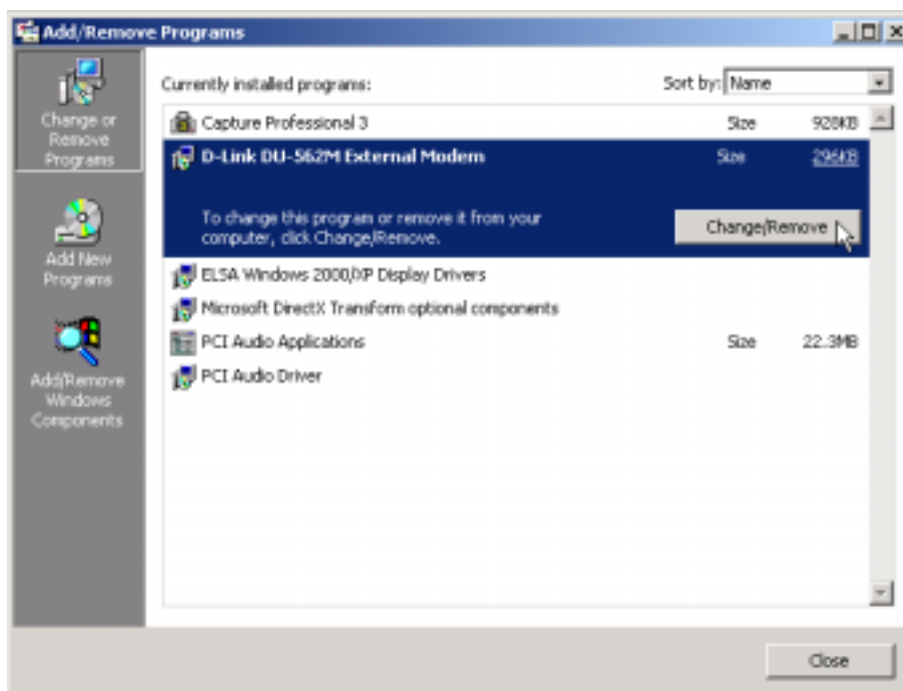 Add/Remove Programs
Change or
Remove
Programs
Add New
Programs
Add/Remove
Windows
Components
Currently installed programs:
Sort by: Name
Capture Professional 3 Size 928KB
D-Link DU-562M External Modem Size 296KB
To change this program or remove it from your
computer, click Change/Remove.
Change/Remove
ELSA Windows 2000/XP Display Drivers
Microsoft DirectX Transform optional components
PCI Audio Applications Size 22.3MB
PCI Audio Driver
Close